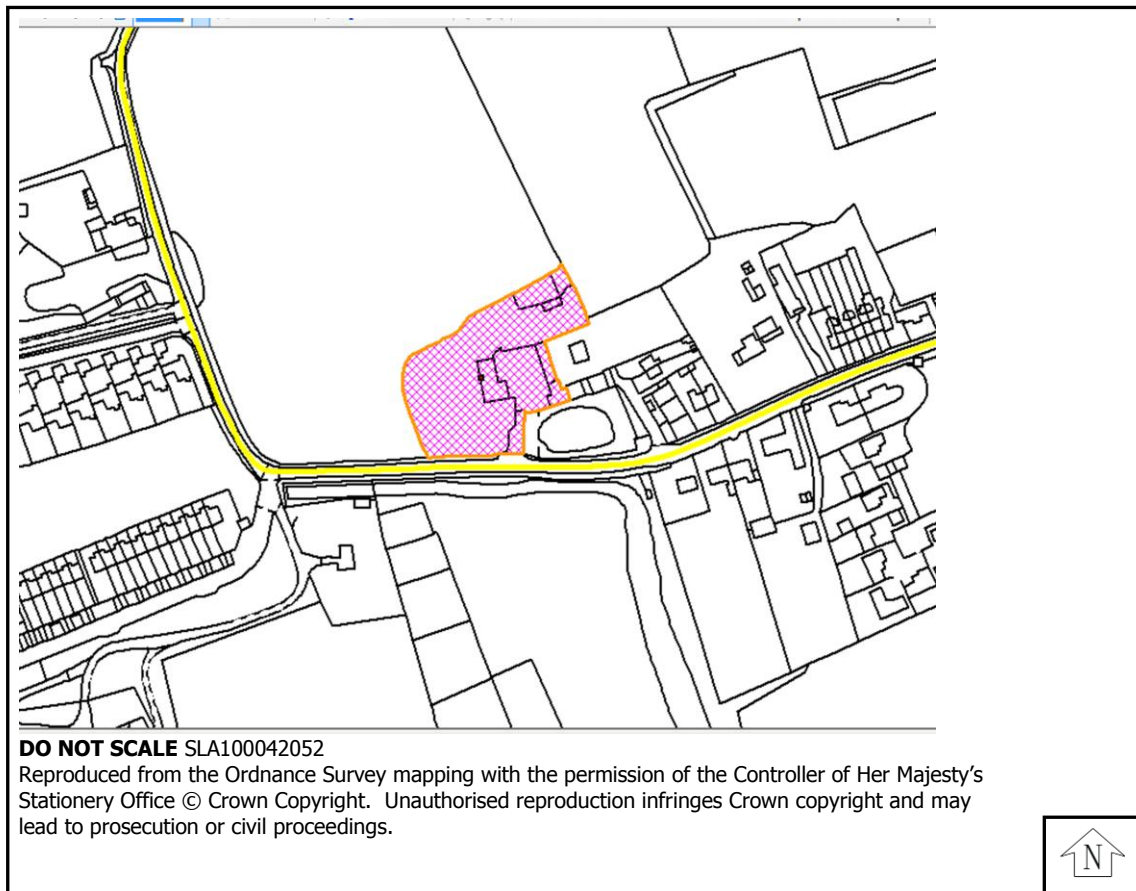 DO NOT SCALE SLA100042052
Reproduced from the Ordnance Survey mapping with the permission of the Controller of Her Majesty’s
Stationery Office © Crown Copyright. Unauthorised reproduction infringes Crown copyright and may
lead to prosecution or civil proceedings.
N